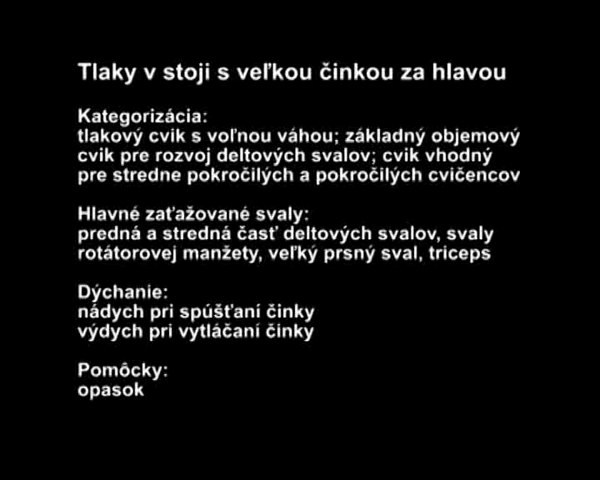 Tlaky v stoji s veľkou činkou za hlavou
Kategorizácia:
tlakový cvik s voľnou váhou; základný objemový
cvik pre rozvoj deltových svalov; cvik vhodný
pre stredne pokročilých a pokročilých cvičencov
Hlavné zaťažované svaly:
predná a stredná časť deltových svalov, svaly
rotátorovej manžety, veľký prsný sval, triceps
Dýchanie:
nádych pri spúšťaní činky
výdych pri vytláčaní činky
Pomôcky:
opasok